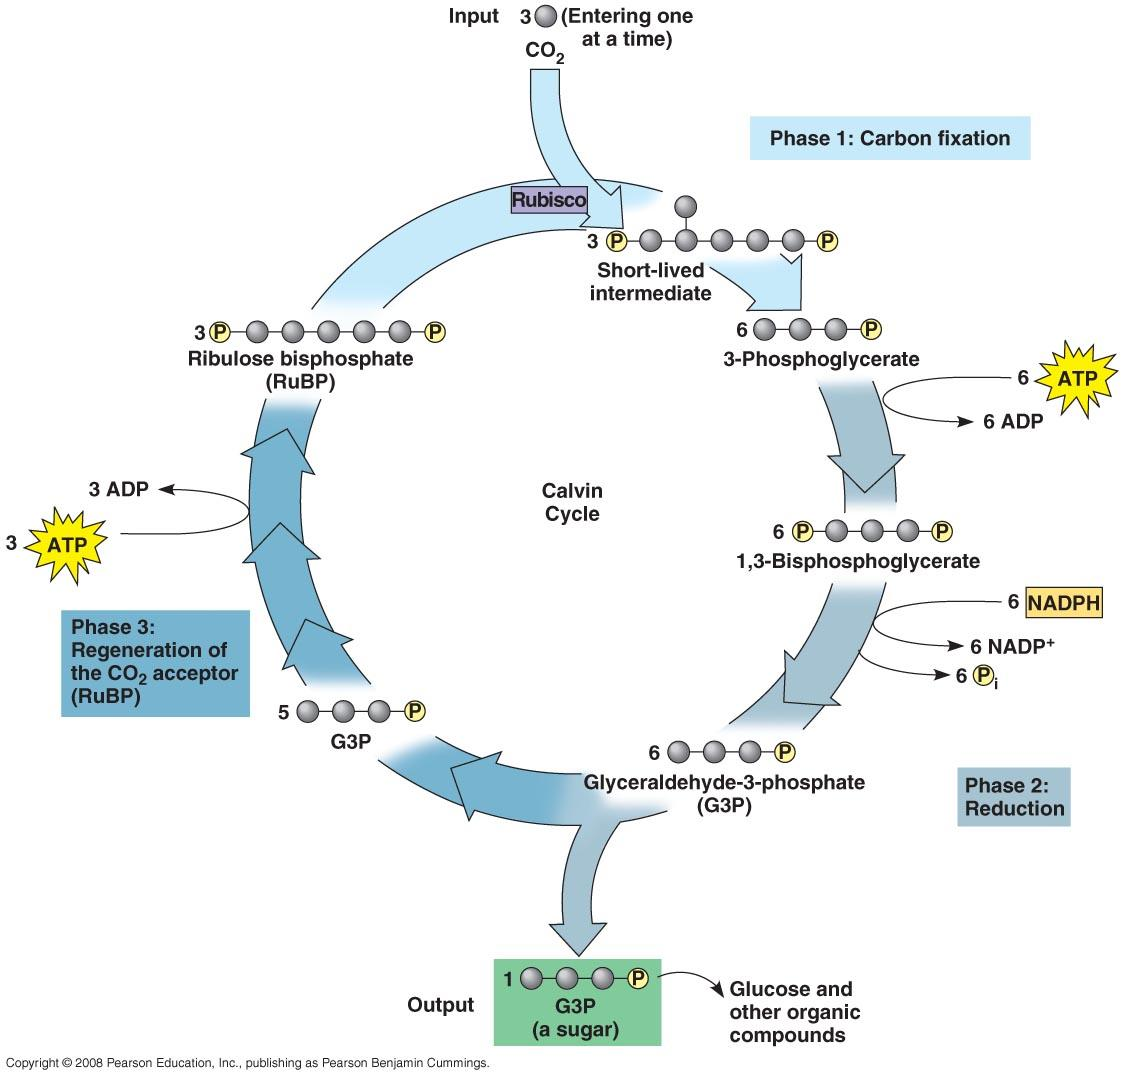 Input 3 (Entering one
at a time)
CO2
Phase 1: Carbon fixation
Rubisco
3 P P
Short-lived
intermediate
3 P P
Ribulose bisphosphate
(RuBP)
6 P
3-Phosphoglycerate
6 ATP
6 ADP
Calvin
Cycle
3 ADP
3 ATP
6 P P
1,3-Bisphosphoglycerate
6 NADPH
6 NADP+
6 Pi
Phase 3:
Regeneration of
the CO2 acceptor
(RuBP)
5 P
G3P
6 P
Glyceraldehyde-3-phosphate
(G3P)
Phase 2:
Reduction
Output
1 P
G3P
(a sugar)
Glucose and
other organic
compounds
Copyright © 2008 Pearson Education, Inc., publishing as Pearson Benjamin Cummings.